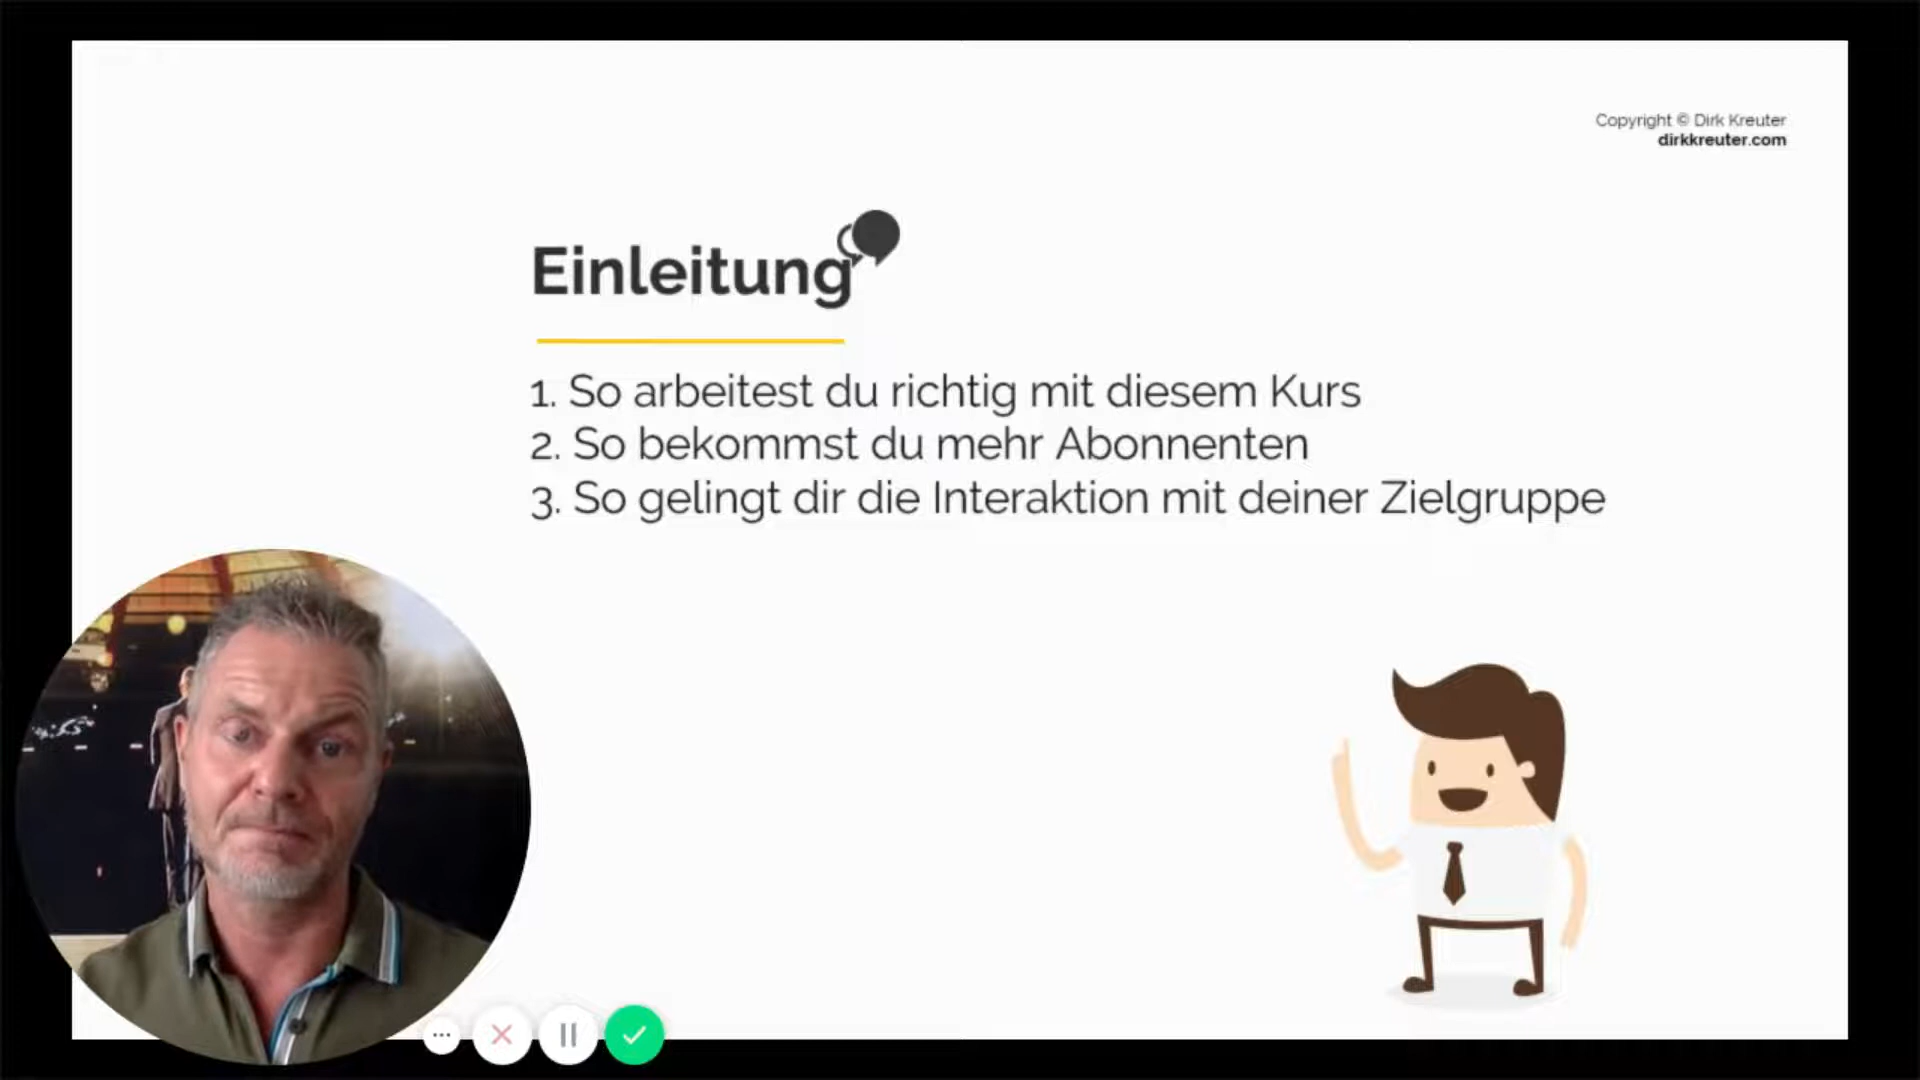 Copyright © Dirk Kreuter
dirkkreuter.com
Einleitung
1. So arbeitest du richtig mit diesem Kurs
2. So bekommst du mehr Abonnenten
3. So gelingt dir die Interaktion mit deiner Zielgruppe